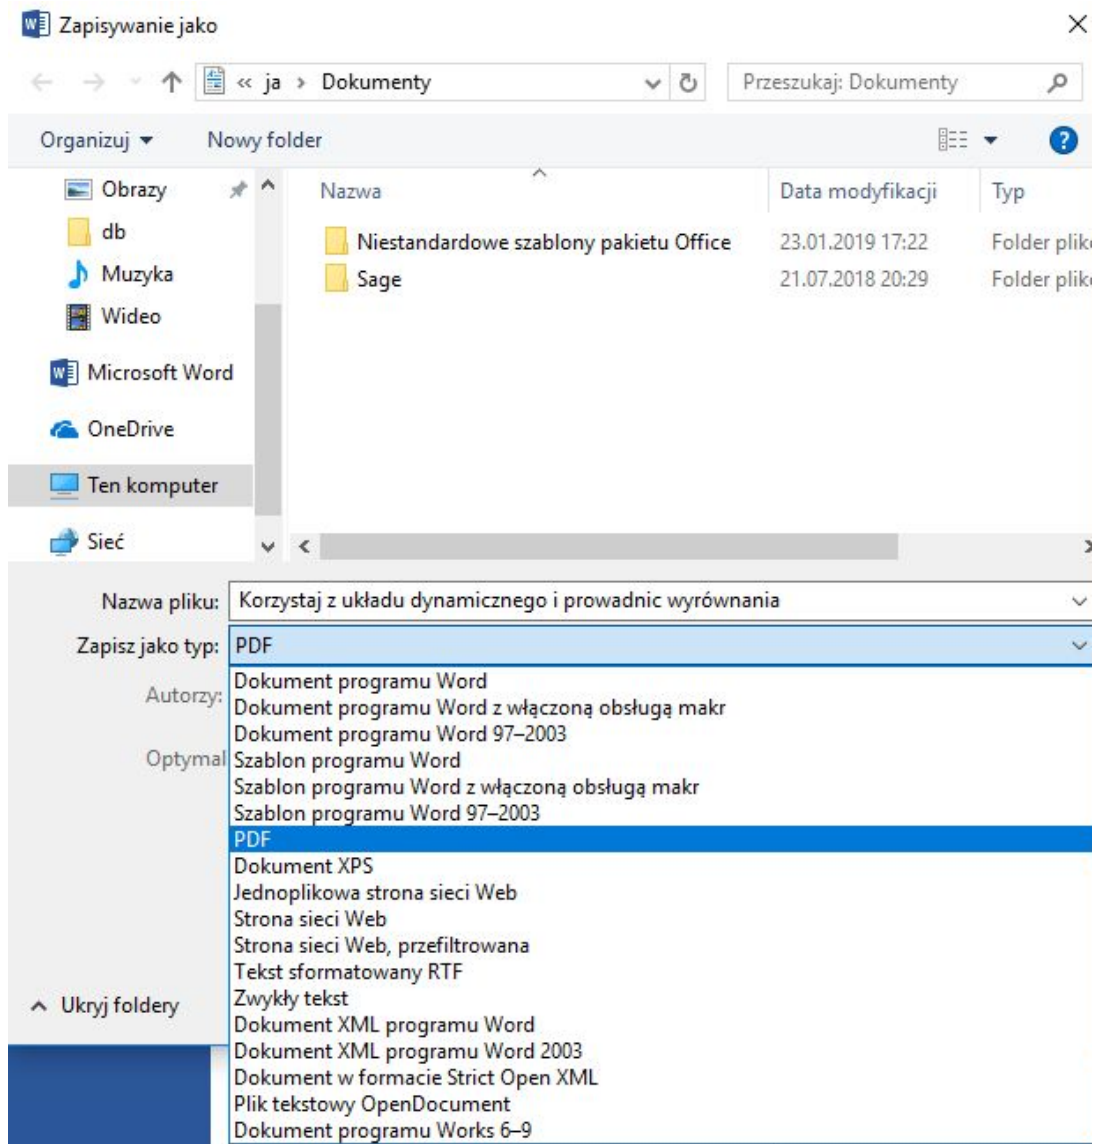 Zapisywanie jako
« ja › Dokumenty
Przeszukaj: Dokumenty
Organizuj
Nowy folder
Obrazy
db
Muzyka
Wideo
Microsoft Word
OneDrive
Ten komputer
Sieć
Nazwa Data modyfikacji Typ
Niestandardowe szablony pakietu Office 23.01.2019 17:22 Folder plik
Sage 21.07.2018 20:29 Folder plik
Nazwa pliku: Korzystaj z układu dynamicznego i prowadnic wyrównania
Zapisz jako typ: PDF
Autorzy:
Optymal
Dokument programu Word
Dokument programu Word z włączoną obsługą makr
Dokument programu Word 97–2003
Szablon programu Word
Szablon programu Word z włączoną obsługą makr
Szablon programu Word 97–2003
PDF
Dokument XPS
Jednoplikowa strona sieci Web
Strona sieci Web
Strona sieci Web, przefiltrowana
Tekst sformatowany RTF
Zwykły tekst
Dokument XML programu Word
Dokument XML programu Word 2003
Dokument w formacie Strict Open XML
Plik tekstowy OpenDocument
Dokument programu Works 6–9
Ukryj foldery